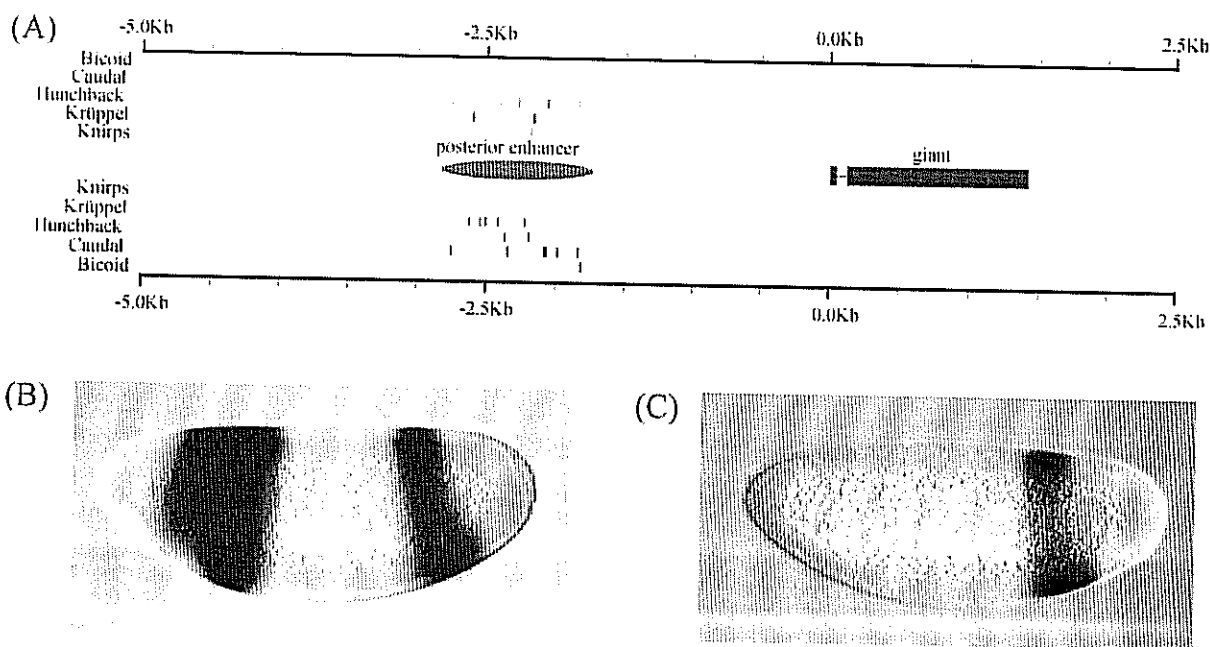 (A)
-5.0Kb -2.5Kb 0.0Kb 2.5Kb
Bicoid
Caudal
Hunchback
Krüppel
Knirps
posterior enhancer
giant
Knirps
Krüppel
Hunchback
Caudal
Bicoid
-5.0Kb -2.5Kb 0.0Kb 2.5Kb
(B) (C)